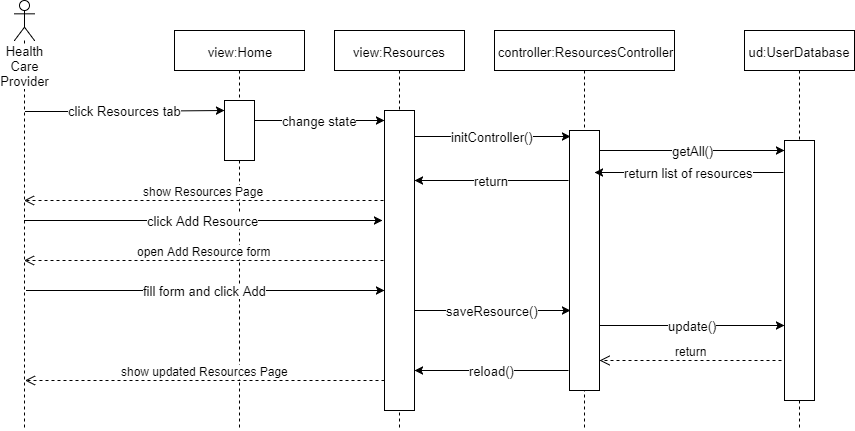 Health
Care
Provider
view:Home
view:Resources
controller:ResourcesController
ud:UserDatabase
click Resources tab
change state
initController()
getAll()
return list of resources
return
show Resources Page
click Add Resource
open Add Resource form
fill form and click Add
saveResource()
update()
return
reload()
show updated Resources Page